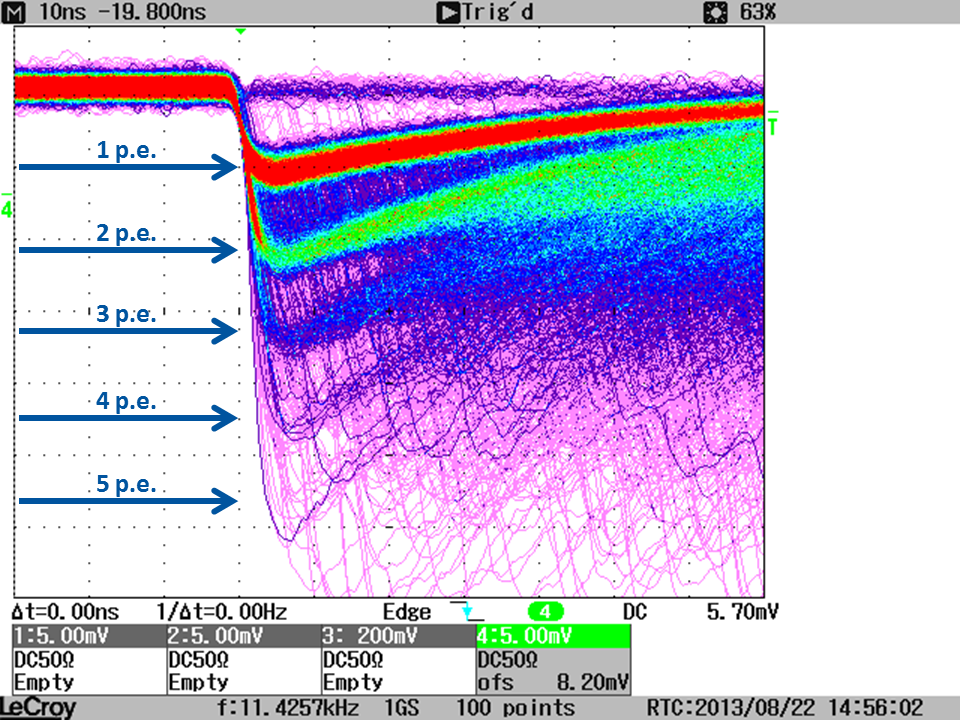 M 10ns -19.800ns Trig'd 63%
1 p.e.
T
2 p.e.
4
3 p.e.
4 p.e.
5 p.e.
Δt=0.00ns 1/Δt=0.00Hz Edge 4 DC 5.70mV
1:5.00mV 2:5.00mV 3: 200mV 4:5.00mV
DC50Ω DC50Ω DC50Ω DC50Ω
Empty Empty Empty ofs 8.20mV
LeCroy f:11.4257kHz 1GS 100 points RTC:2013/08/22 14:56:02